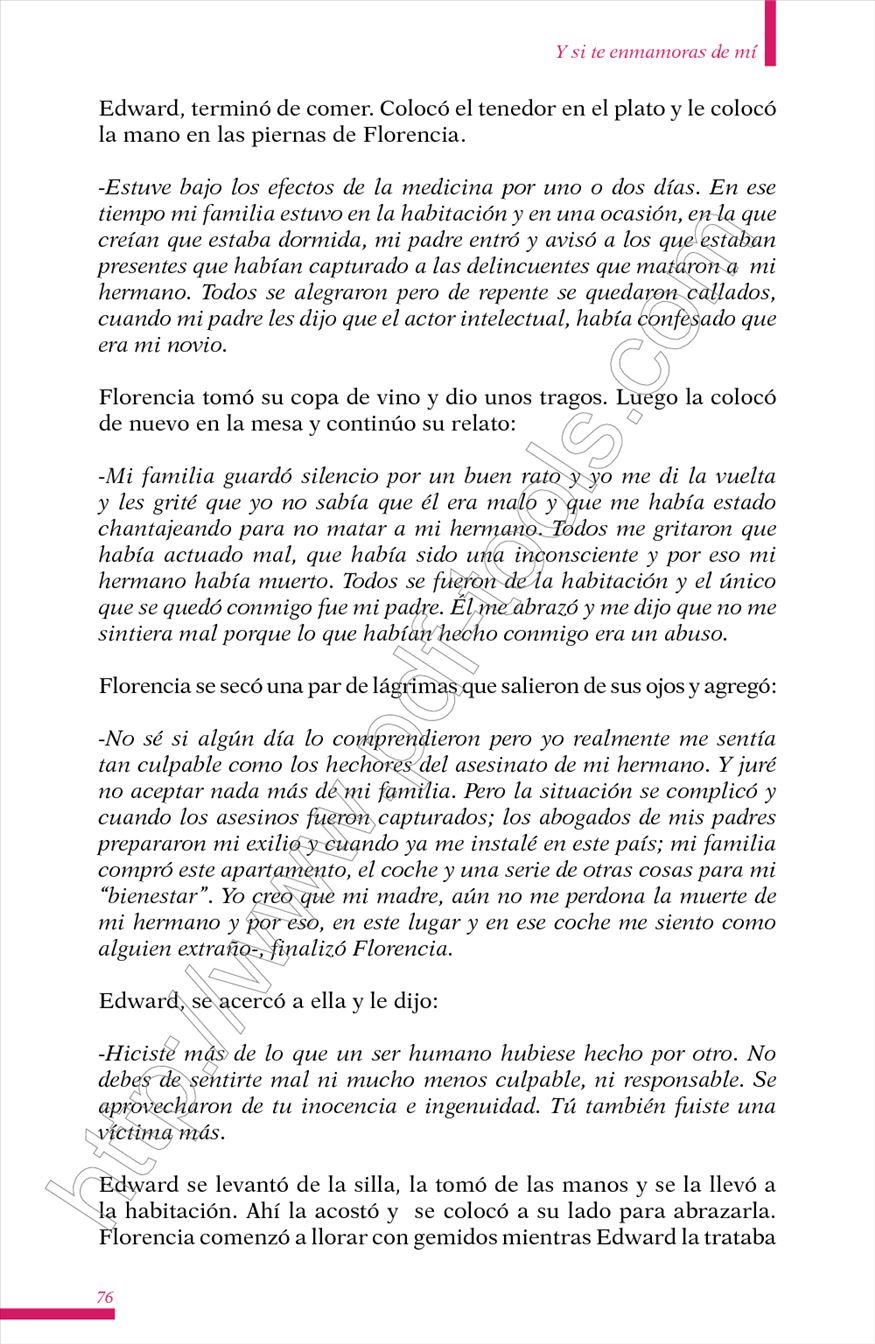 Y si te enmamoras de mí
Edward, terminó de comer. Colocó el tenedor en el plato y le colocó
la mano en las piernas de Florencia.
-Estuve bajo los efectos de la medicina por uno o dos días. En ese
tiempo mi familia estuvo en la habitación y en una ocasión, en la que
creían que estaba dormida, mi padre entró y avisó a los que estaban
presentes que habían capturado a las delincuentes que mataron a  mi
hermano. Todos se alegraron pero de repente se quedaron callados,
cuando mi padre les dijo que el actor intelectual, había confesado que
era mi novio.
Florencia tomó su copa de vino y dio unos tragos. Luego la colocó
de nuevo en la mesa y continúo su relato:
-Mi familia guardó silencio por un buen rato y yo me di la vuelta
y les grité que yo no sabía que él era malo y que me había estado
chantajeando para no matar a mi hermano. Todos me gritaron que
había actuado mal, que había sido una inconsciente y por eso mi
hermano había muerto. Todos se fueron de la habitación y el único
que se quedó conmigo fue mi padre. Él me abrazó y me dijo que no me
sintiera mal porque lo que habían hecho conmigo era un abuso.
Florencia se secó una par de lágrimas que salieron de sus ojos y agregó:
-No sé si algún día lo comprendieron pero yo realmente me sentía
tan culpable como los hechores del asesinato de mi hermano. Y juré
no aceptar nada más de mi familia. Pero la situación se complicó y
cuando los asesinos fueron capturados; los abogados de mis padres
prepararon mi exilio y cuando ya me instalé en este país; mi familia
compró este apartamento, el coche y una serie de otras cosas para mi
“bienestar”. Yo creo que mi madre, aún no me perdona la muerte de
mi hermano y por eso, en este lugar y en ese coche me siento como
alguien extraño-, finalizó Florencia.
Edward, se acercó a ella y le dijo:
-Hiciste más de lo que un ser humano hubiese hecho por otro. No
debes de sentirte mal ni mucho menos culpable, ni responsable. Se
aprovecharon de tu inocencia e ingenuidad. Tú también fuiste una
víctima más.
Edward se levantó de la silla, la tomó de las manos y se la llevó a
la habitación. Ahí la acostó y  se colocó a su lado para abrazarla.
Florencia comenzó a llorar con gemidos mientras Edward la trataba
76
http://www.pdf-tools.com